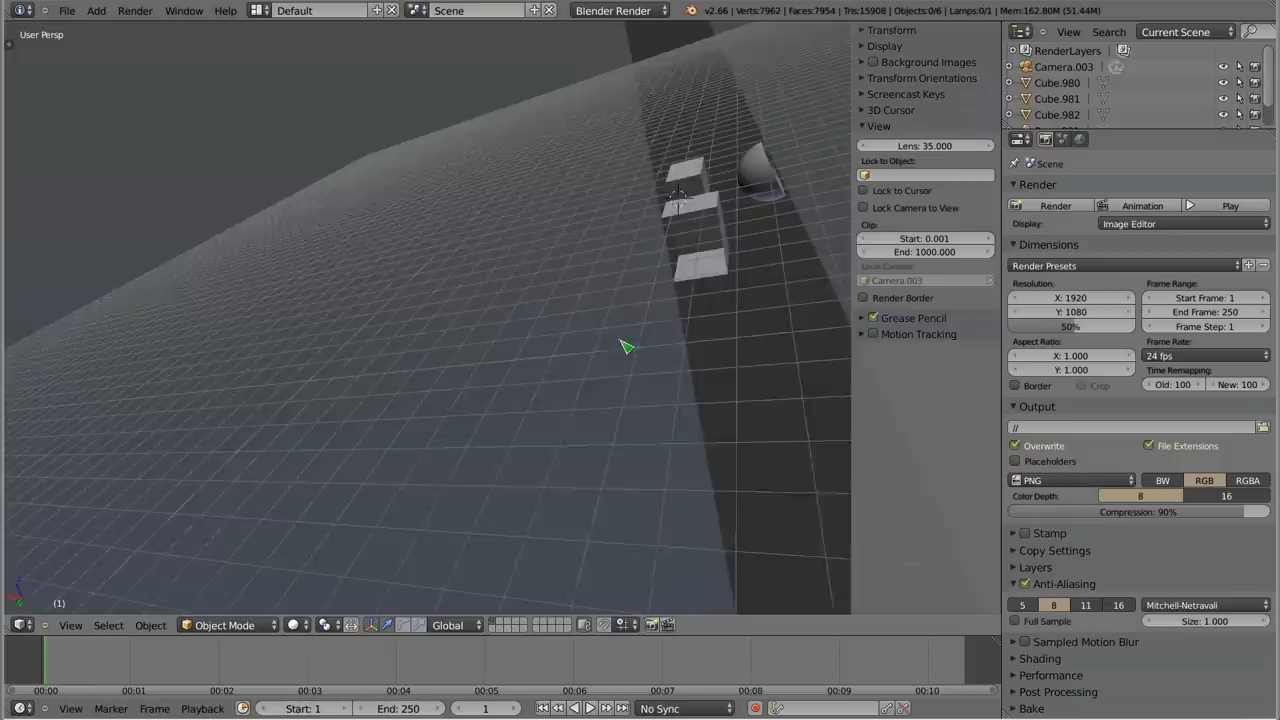 File Add Render Window Help Default Scene Blender Render v2.66 | Verts:7962 | Faces:7954 | Tris:15908 | Objects:0/6 | Lamps:0/1 | Mem:162.80M (51.44M)
User Persp
Transform
Display
Background Images
Transform Orientations
Screencast Keys
3D Cursor
View
Lens: 35.000
Lock to Object:
Lock to Cursor
Lock Camera to View
Clip:
Start: 0.001
End: 1000.000
Local Camera:
Camera.003
Render Border
Grease Pencil
Motion Tracking
(1)
View Select Object Object Mode Global
00:00 00:01 00:02 00:03 00:04 00:05 00:06 00:07 00:08 00:09 00:10
View Marker Frame Playback Start: 1 End: 250 1 No Sync
View Search Current Scene
RenderLayers
Camera.003
Cube.980
Cube.981
Cube.982
Scene
Render
Render Animation Play
Display: Image Editor
Dimensions
Render Presets
Resolution: Frame Range:
X: 1920 Start Frame: 1
Y: 1080 End Frame: 250
50% Frame Step: 1
Aspect Ratio: Frame Rate:
X: 1.000 24 fps
Y: 1.000 Time Remapping:
Border Crop Old: 100 New: 100
Output
//
Overwrite File Extensions
Placeholders
PNG BW RGB RGBA
Color Depth: 8 16
Compression: 90%
Stamp
Copy Settings
Layers
Anti-Aliasing
5 8 11 16 Mitchell-Netravali
Full Sample Size: 1.000
Sampled Motion Blur
Shading
Performance
Post Processing
Bake